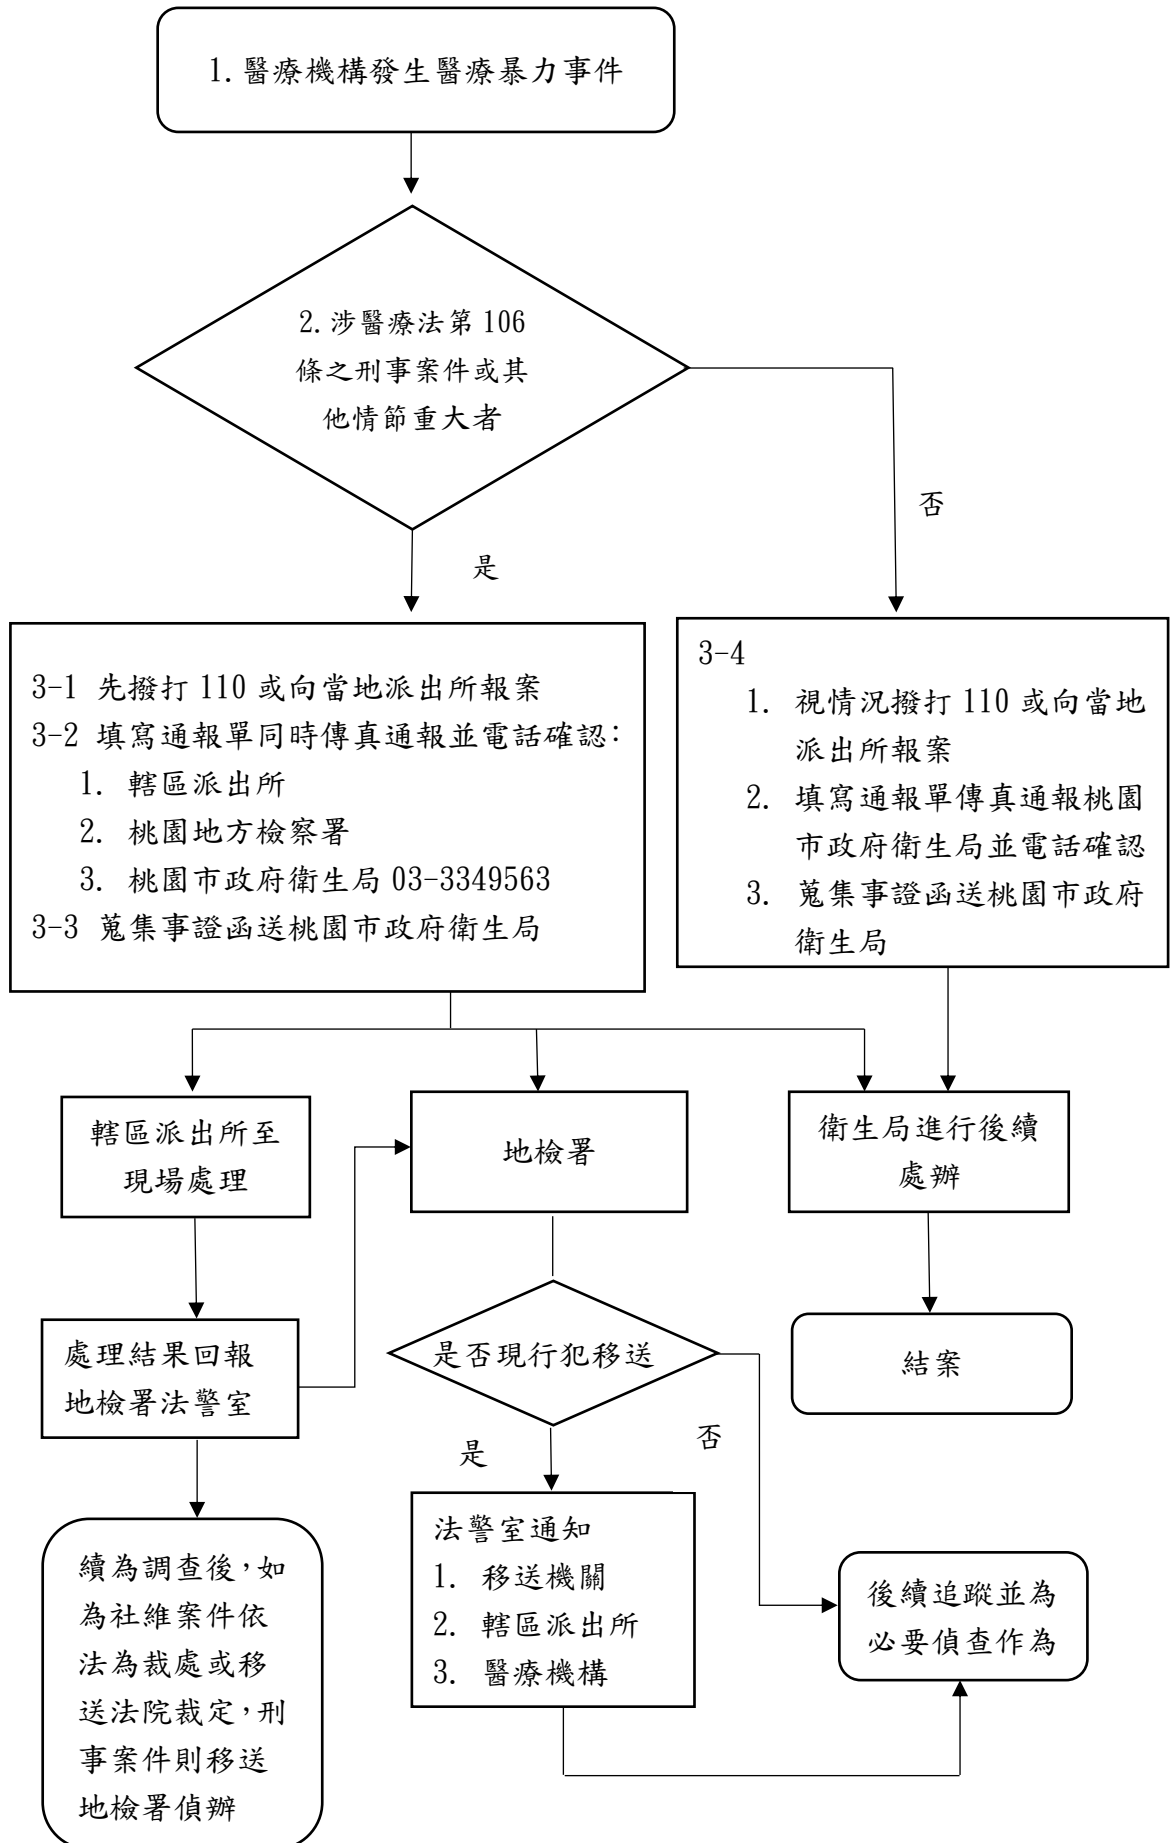 1. 醫療機構發生醫療暴力事件
2. 涉醫療法第 106
條之刑事案件或其
他情節重大者
否
是
3-1 先撥打 110 或向當地派出所報案
3-2 填寫通報單同時傳真通報並電話確認：
1. 轄區派出所
2. 桃園地方檢察署
3. 桃園市政府衛生局 03-3349563
3-3 蒐集事證函送桃園市政府衛生局
3-4
1. 視情況撥打 110 或向當地
派出所報案
2. 填寫通報單傳真通報桃園
市政府衛生局並電話確認
3. 蒐集事證函送桃園市政府
衛生局
轄區派出所至
現場處理
地檢署
衛生局進行後續
處辦
處理結果回報
地檢署法警室
是否現行犯移送
結案
是
否
法警室通知
1. 移送機關
2. 轄區派出所
3. 醫療機構
後續追蹤並為
必要偵查作為
續為調查後，如
為社維案件依
法為裁處或移
送法院裁定，刑
事案件則移送
地檢署偵辦